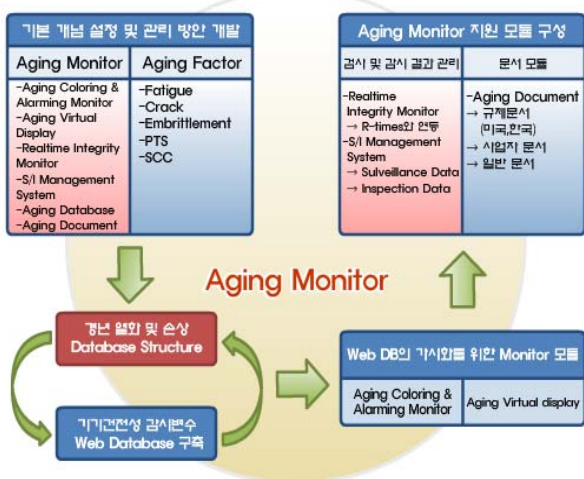 기본 개념 설정 및 관리 방안 개발
Aging Monitor
-Aging Coloring &
Alarming Monitor
-Aging Virtual
Display
-Realtime Integrity
Monitor
-S/I Management
System
-Aging Database
-Aging Document
Aging Factor
-Fatigue
-Crack
-Embrittlement
-PTS
-SCC
Aging Monitor 지원 모듈 구성
검사 및 감시 결과 관리
-Realtime
Integrity Monitor
→ R-times와 연동
-S/I Management
System
→ Sulveillance Data
→ Inspection Data
문서 모듈
-Aging Document
→ 규제문서
(미국,한국)
→ 사업자 문서
→ 일반 문서
Aging Monitor
경년 열화 및 손상
Database Structure
기기건전성 감시변수
Web Database 구축
Web DB의 가시화를 위한 Monitor 모듈
Aging Coloring &
Alarming Monitor
Aging Virtual display